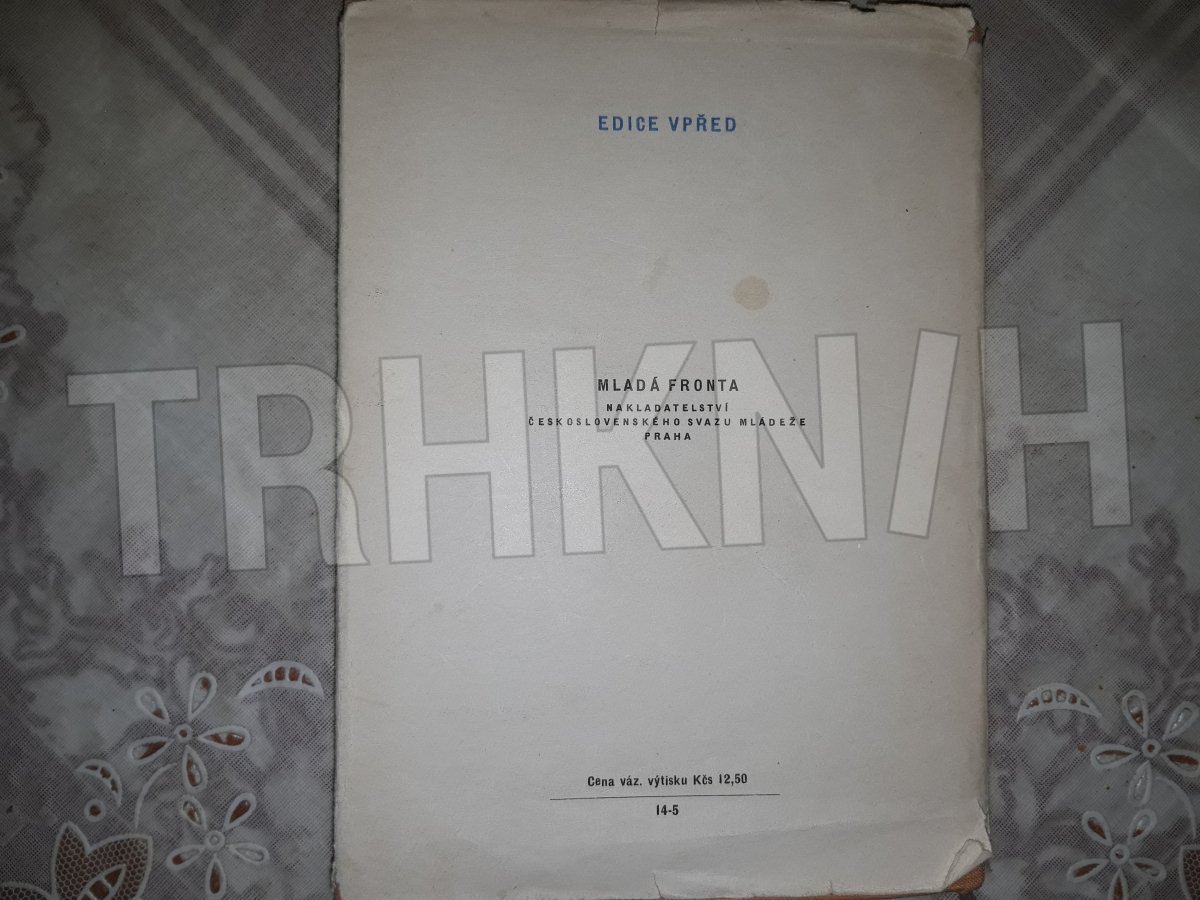 EDICE VPŘED
MLADÁ FRONTA
NAKLADATELSTVÍ
ČESKOSLOVENSKÉHO SVAZU MLÁDEŽE
PRAHA
TRHKNIH
Cena váz. výtisku Kčs 12,50
14-5